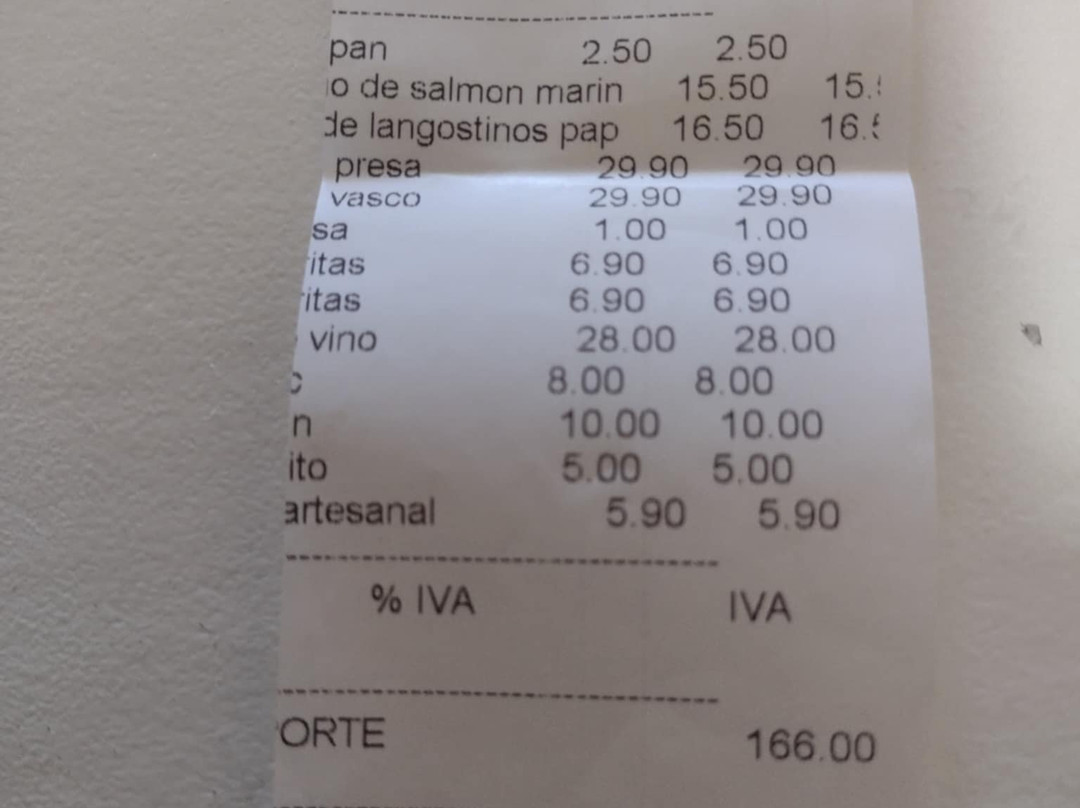 pan 2.50 2.50
o de salmon marin 15.50 15.
de langostinos pap 16.50 16.
presa 29.90 29.90
vasco 29.90 29.90
sa 1.00 1.00
itas 6.90 6.90
ritas 6.90 6.90
vino 28.00 28.00
8.00 8.00
n 10.00 10.00
ito 5.00 5.00
artesanal 5.90 5.90
% IVA IVA
ORTE 166.00